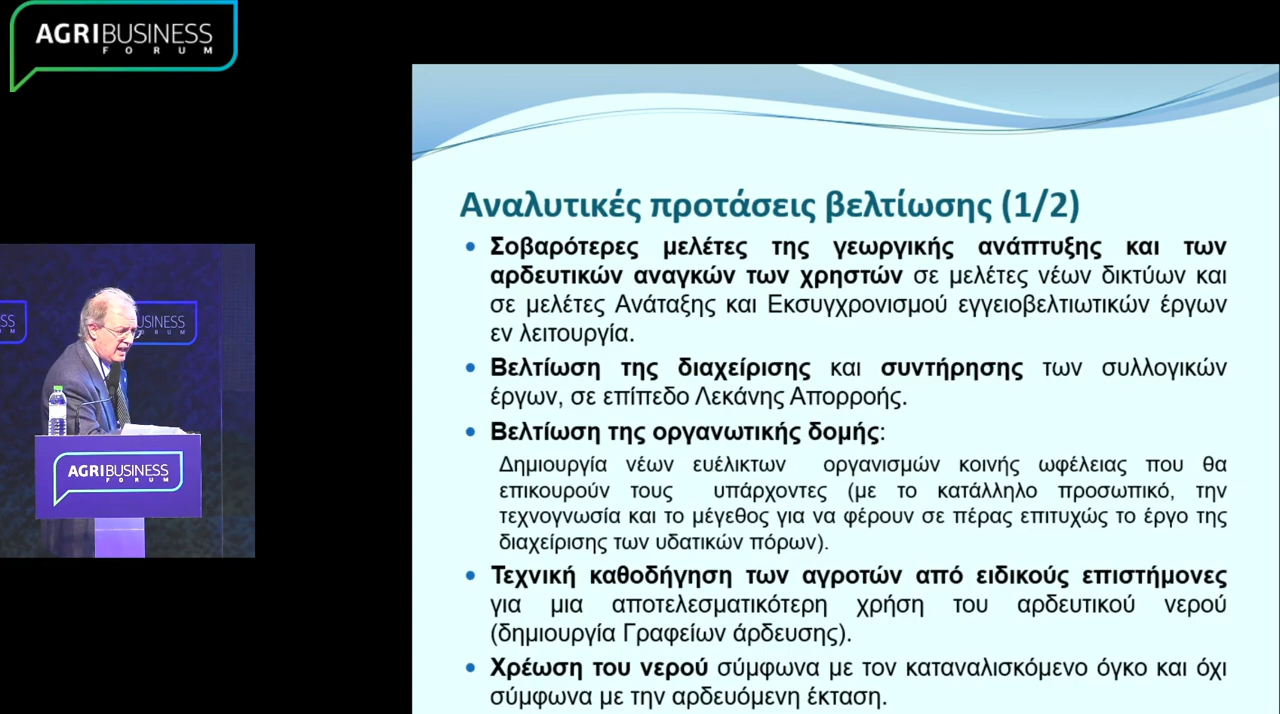 AGRIBUSINESS
FORUM
Αναλυτικές προτάσεις βελτίωσης (1/2)
• Σοβαρότερες μελέτες της γεωργικής ανάπτυξης και των
αρδευτικών αναγκών των χρηστών σε μελέτες νέων δικτύων και
σε μελέτες Ανάταξης και Εκσυγχρονισμού εγγειοβελτιωτικών έργων
εν λειτουργία.
• Βελτίωση της διαχείρισης και συντήρησης των συλλογικών
έργων, σε επίπεδο Λεκάνης Απορροής.
• Βελτίωση της οργανωτικής δομής:
Δημιουργία νέων ευέλικτων οργανισμών κοινής ωφέλειας που θα
επικουρούν τους υπάρχοντες (με το κατάλληλο προσωπικό, την
τεχνογνωσία και το μέγεθος για να φέρουν σε πέρας επιτυχώς το έργο της
διαχείρισης των υδατικών πόρων).
• Τεχνική καθοδήγηση των αγροτών από ειδικούς επιστήμονες
για μια αποτελεσματικότερη χρήση του αρδευτικού νερού
(δημιουργία Γραφείων άρδευσης).
• Χρέωση του νερού σύμφωνα με τον καταναλισκόμενο όγκο και όχι
σύμφωνα με την αρδευόμενη έκταση.
SS
USINESS
FORUM
AGRIBUSINESS
FORUM